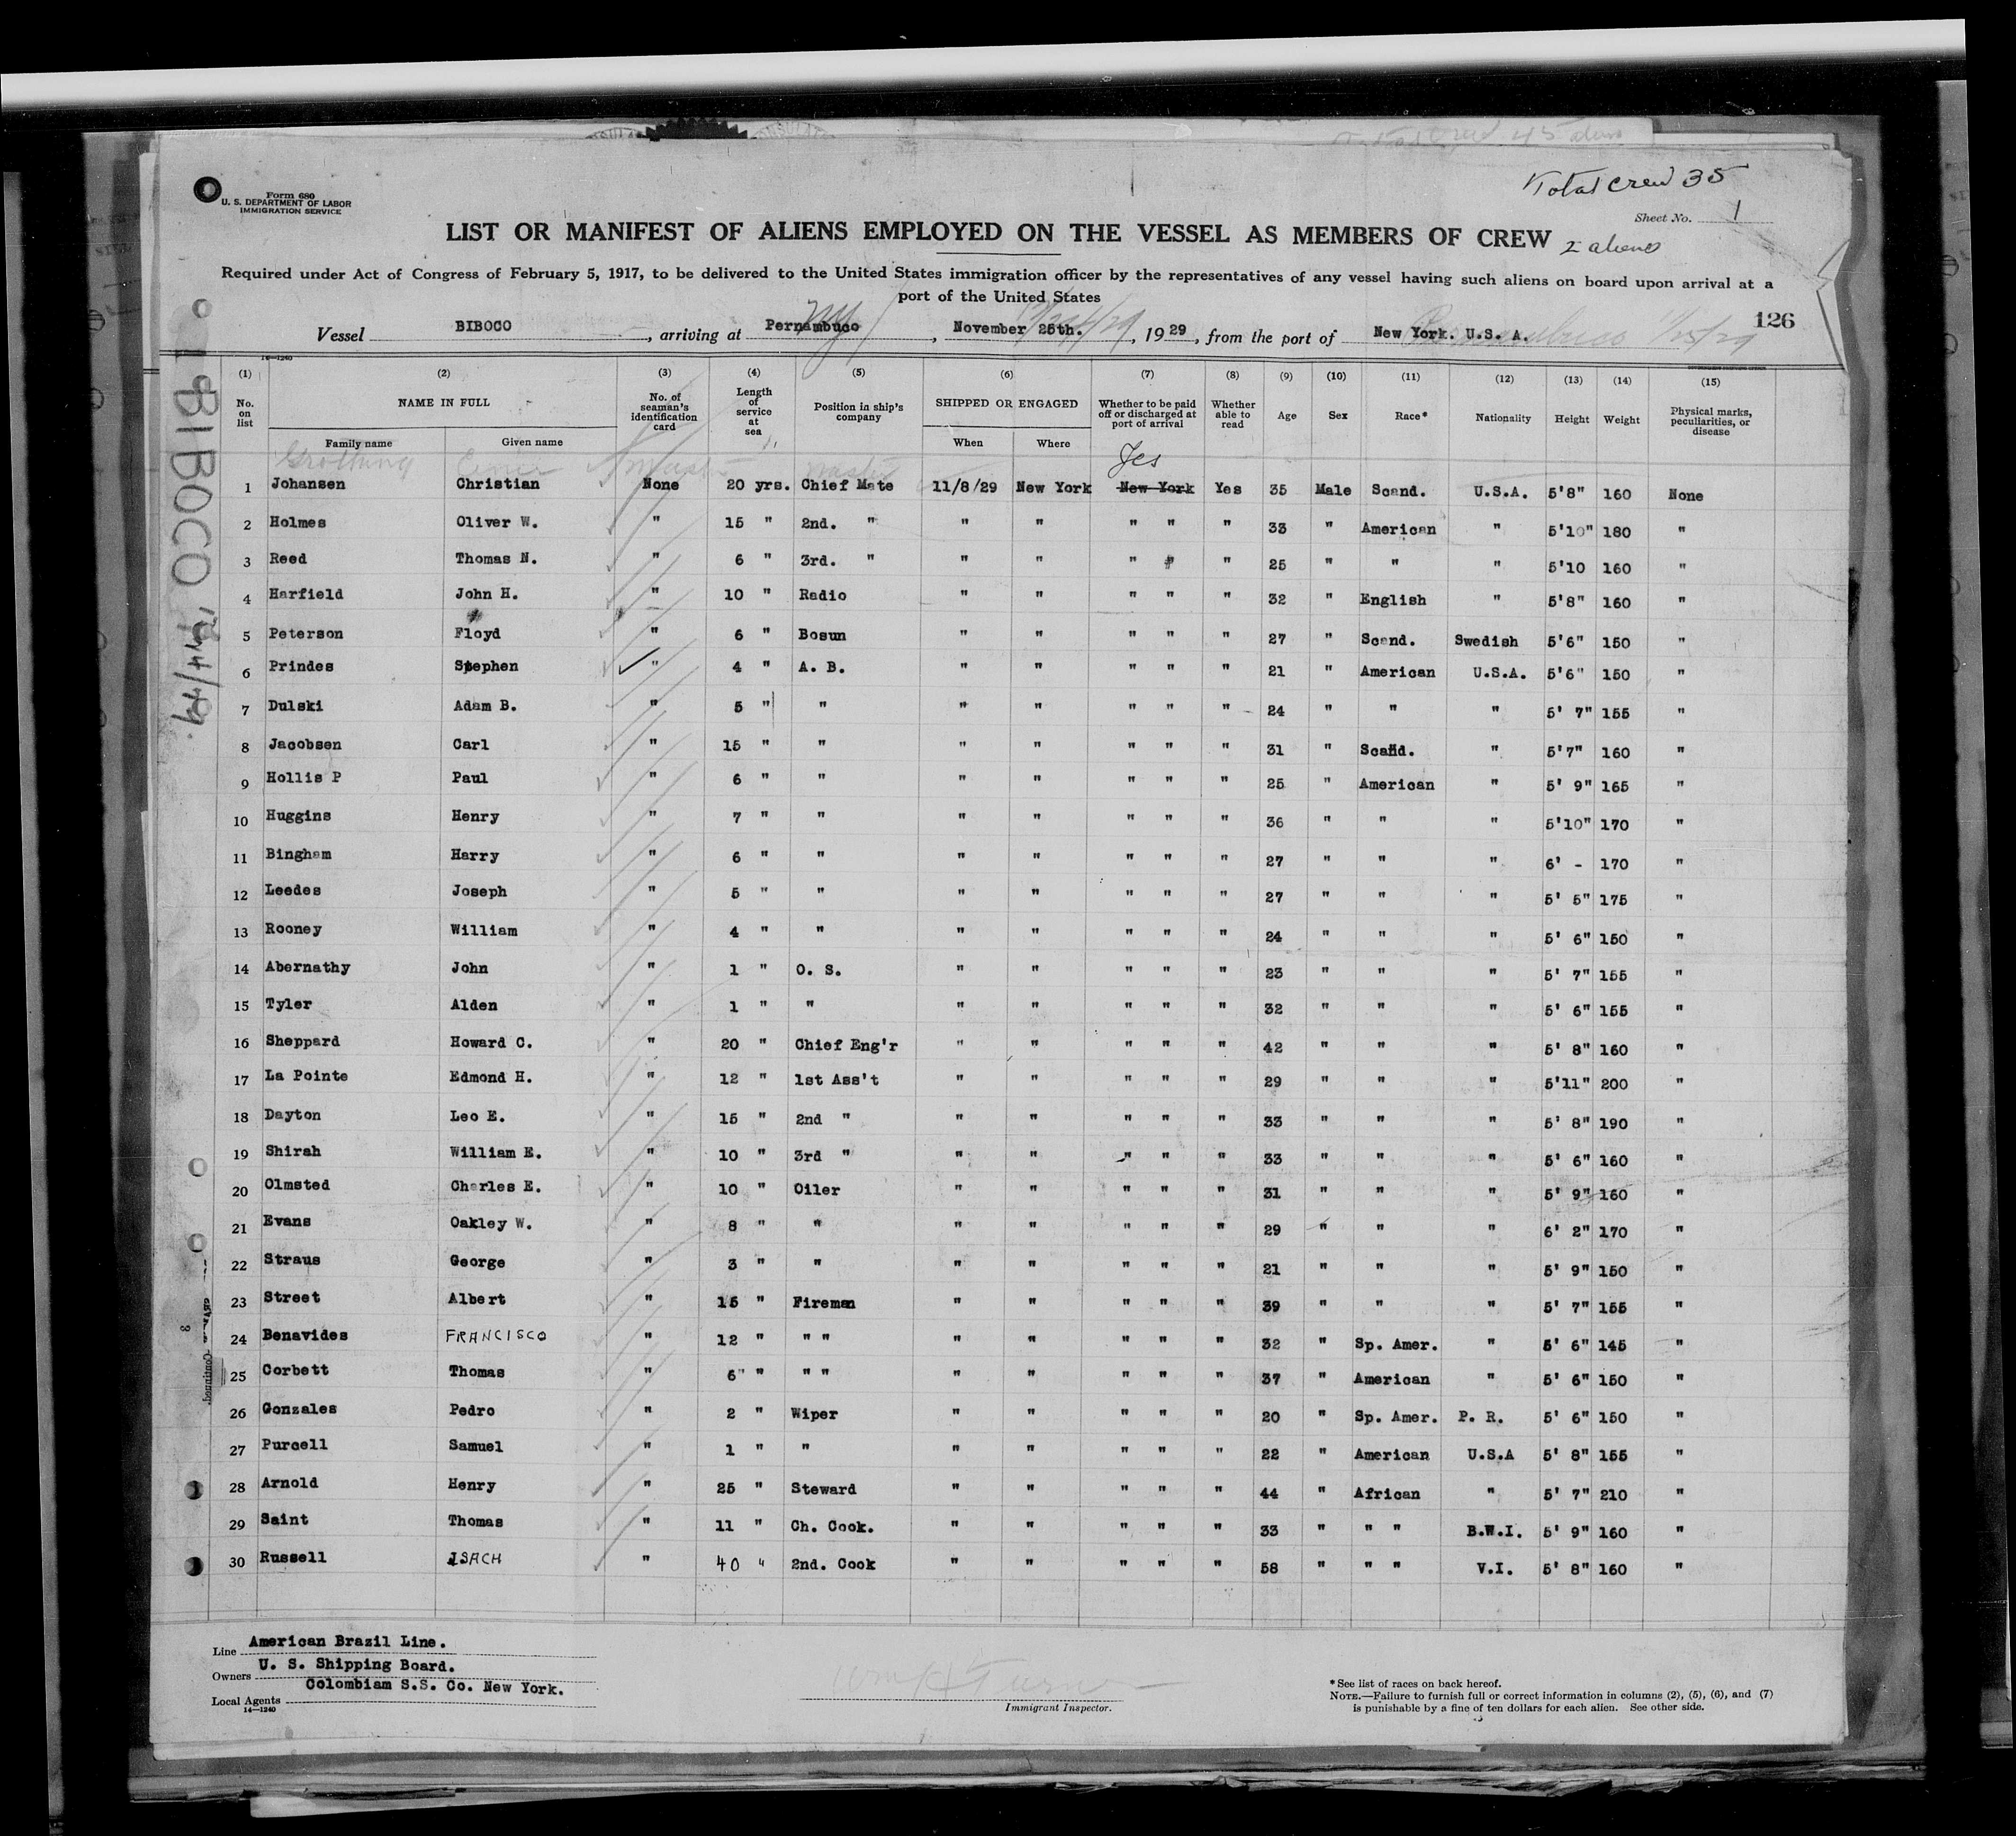 Total crew 35
Form 680
U. S. DEPARTMENT OF LABOR
IMMIGRATION SERVICE
Sheet No. 1
LIST OR MANIFEST OF ALIENS EMPLOYED ON THE VESSEL AS MEMBERS OF CREW
2 aliens
Required under Act of Congress of February 5, 1917, to be delivered to the United States immigration officer by the representatives of any vessel having such aliens on board upon arrival at a
port of the United States
126
Vessel BIBOCO, arriving at Pernambuco, November 25th., 1929, from the port of New York. U.S.A.
14—1240
(1) (2) (3) (4) (5) (6) (7) (8) (9) (10) (11) (12) (13) (14) (15)
No. on list NAME IN FULL No. of seaman's identification card Length of service at sea Position in ship's company SHIPPED OR ENGAGED Whether to be paid off or discharged at port of arrival Whether able to read Age Sex Race* Nationality Height Weight Physical marks, peculiarities, or disease
Family name Given name When Where
Yes
1 Johansen Christian None 20 yrs. Chief Mate 11/8/29 New York New York Yes 35 Male Scand. U.S.A. 5'8" 160 None
2 Holmes Oliver W. " 15 " 2nd. " " " " " " 33 " American " 5'10" 180 "
3 Reed Thomas N. " 6 " 3rd. " " " " " " 25 " " " 5'10 160 "
4 Harfield John H. " 10 " Radio " " " " " 32 " English " 5'8" 160 "
5 Peterson Floyd " 6 " Bosun " " " " " 27 " Scand. Swedish 5'6" 150 "
6 Prindes Stephen " 4 " A. B. " " " " " 21 " American U.S.A. 5'6" 150 "
7 Dulski Adam B. " 5 " " " " " " " 24 " " " 5' 7" 155 "
8 Jacobsen Carl " 15 " " " " " " " 31 " Scand. " 5'7" 160 "
9 Hollis P Paul " 6 " " " " " " " 25 " American " 5' 9" 165 "
10 Huggins Henry " 7 " " " " " " " 36 " " " 5'10" 170 "
11 Bingham Harry " 6 " " " " " " " 27 " " " 6' - 170 "
12 Leedes Joseph " 5 " " " " " " " 27 " " " 5' 5" 175 "
13 Rooney William " 4 " " " " " " " 24 " " " 5' 6" 150 "
14 Abernathy John " 1 " O. S. " " " " " 23 " " " 5' 7" 155 "
15 Tyler Alden " 1 " " " " " " " 32 " " " 5' 6" 155 "
16 Sheppard Howard C. " 20 " Chief Eng'r " " " " " 42 " " " 5' 8" 160 "
17 La Pointe Edmond H. " 12 " 1st Ass't " " " " " 29 " " " 5'11" 200 "
18 Dayton Leo E. " 15 " 2nd " " " " " " 33 " " " 5' 8" 190 "
19 Shirah William E. " 10 " 3rd " " " " " " 33 " " " 5' 6" 160 "
20 Olmsted Charles E. " 10 " Oiler " " " " " 31 " " " 5' 9" 160 "
21 Evans Oakley W. " 8 " " " " " " " 29 " " " 6' 2" 170 "
22 Straus George " 3 " " " " " " " 21 " " " 5' 9" 150 "
23 Street Albert " 15 " Fireman " " " " " 39 " " " 5' 7" 155 "
24 Benavides FRANCISCO " 12 " " " " " " " " 32 " Sp. Amer. " 5' 6" 145 "
25 Corbett Thomas " 6 " " " " " " " " 37 " American " 5' 6" 150 "
26 Gonzales Pedro " 2 " Wiper " " " " " 20 " Sp. Amer. P. R. 5' 6" 150 "
27 Purcell Samuel " 1 " " " " " " " 22 " American U.S.A 5' 8" 155 "
28 Arnold Henry " 25 " Steward " " " " " 44 " African " 5' 7" 210 "
29 Saint Thomas " 11 " Ch. Cook. " " " " " 33 " " " B.W.I. 5' 9" 160 "
30 Russell ISACH " 40 " 2nd. Cook " " " " " 58 " " " V.I. 5' 8" 160 "
BIBOCO
Continued.
Line American Brazil Line.
Owners U. S. Shipping Board.
Local Agents Colombiam S.S. Co. New York.
14—1240
Immigrant Inspector.
*See list of races on back hereof.
NOTE.—Failure to furnish full or correct information in columns (2), (5), (6), and (7)
is punishable by a fine of ten dollars for each alien. See other side.